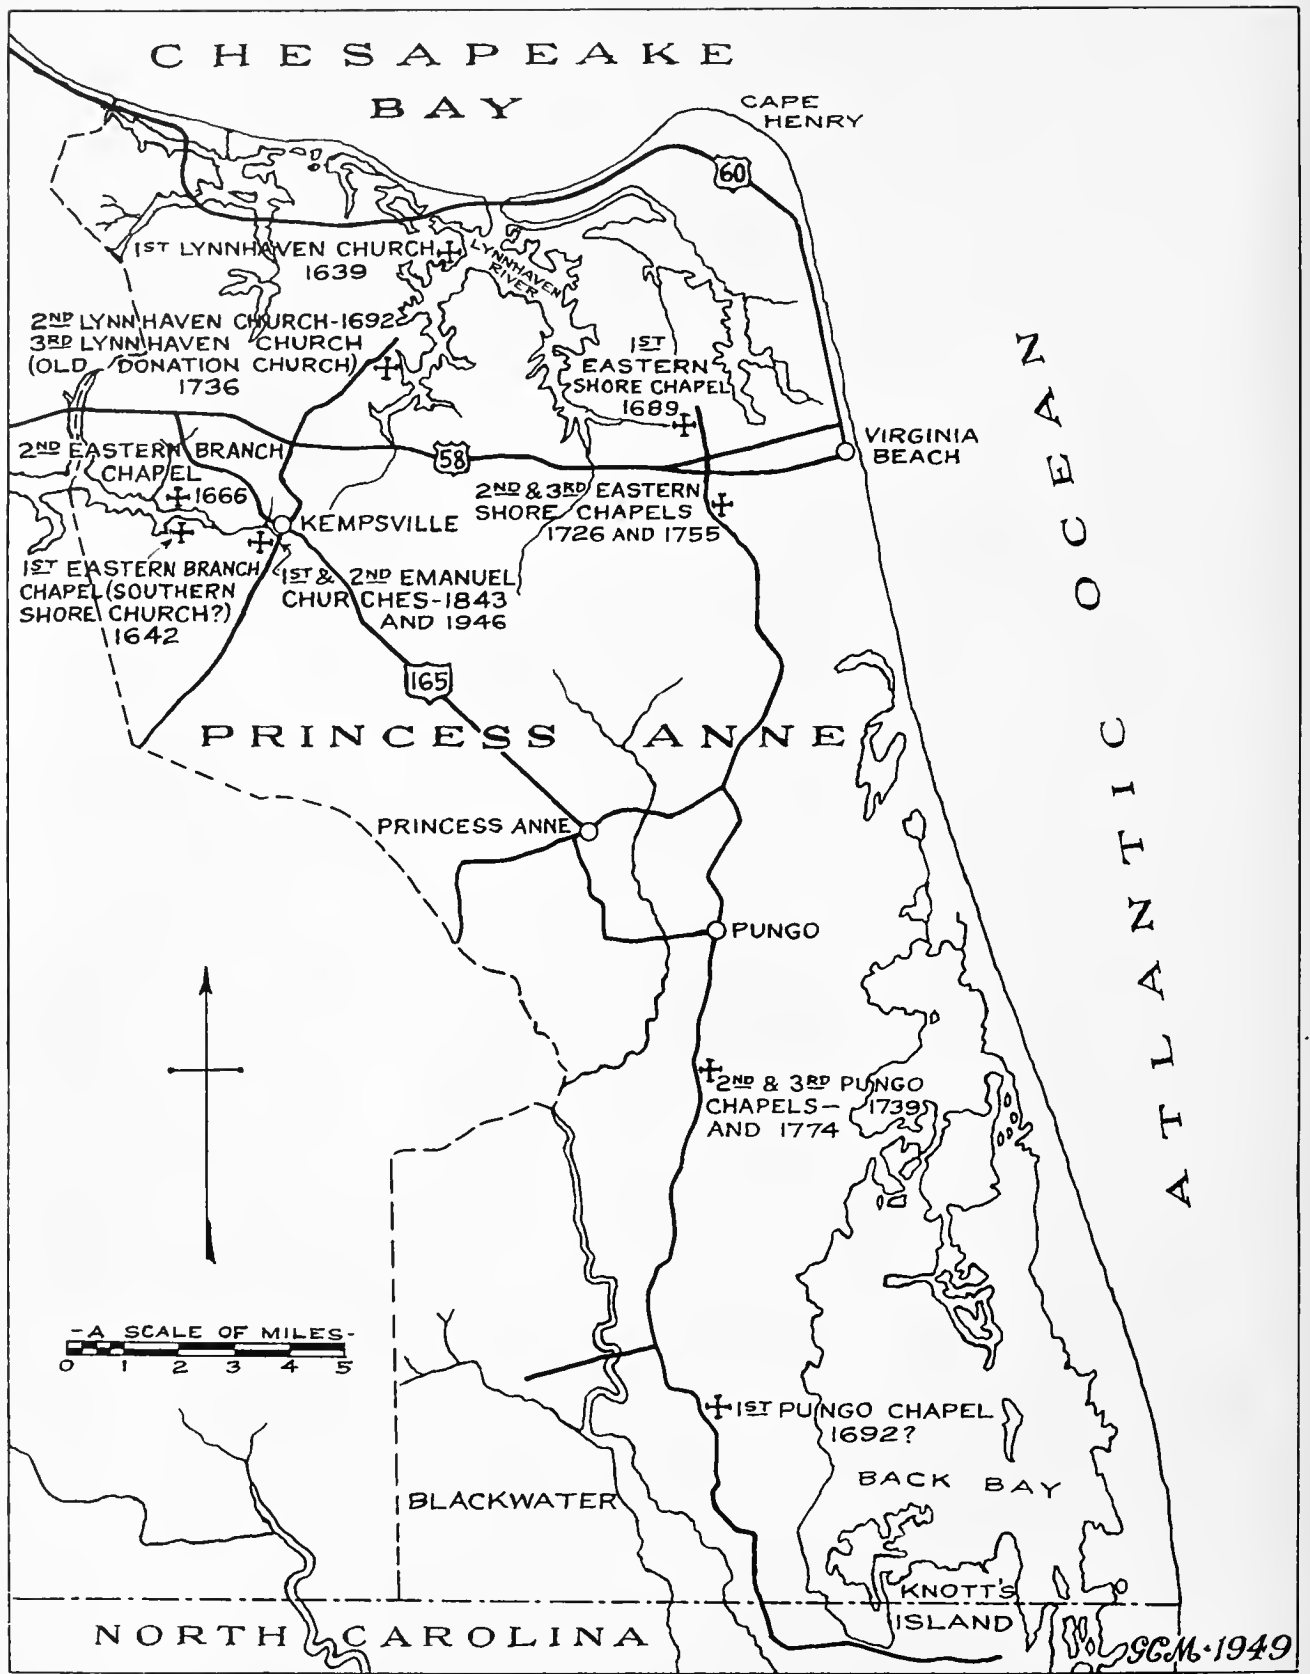 CHESAPEAKE
BAY
CAPE
HENRY
60
1ST LYNNHAVEN CHURCH
1639
LYNNHAVEN
RIVER
2ND LYNNHAVEN CHURCH-1692
3RD LYNNHAVEN CHURCH
(OLD DONATION CHURCH)
1736
1ST
EASTERN
SHORE CHAPEL
1689
ATLANTIC OCEAN
VIRGINIA
BEACH
58
2ND EASTERN BRANCH
CHAPEL
1666
2ND & 3RD EASTERN
SHORE CHAPELS
1726 AND 1755
KEMPSVILLE
1ST EASTERN BRANCH
CHAPEL (SOUTHERN
SHORE CHURCH?)
1642
1ST & 2ND EMANUEL
CHURCHES-1843
AND 1946
165
PRINCESS ANNE
PRINCESS ANNE
PUNGO
2ND & 3RD PUNGO
CHAPELS- 1739
AND 1774
-A SCALE OF MILES-
0 1 2 3 4 5
1ST PUNGO CHAPEL
1692?
BACK BAY
BLACKWATER
KNOTT'S
ISLAND
NORTH CAROLINA
GCM·1949